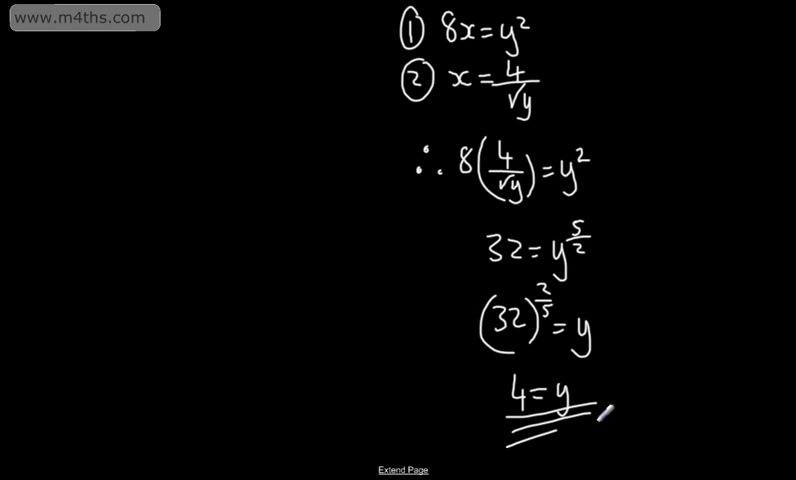 www.m4ths.com
① 8x=y²
② x=4/√y
∴ 8(4/√y)=y²
32=y^(5/2)
(32)^(2/5)=y
4=y
Extend Page